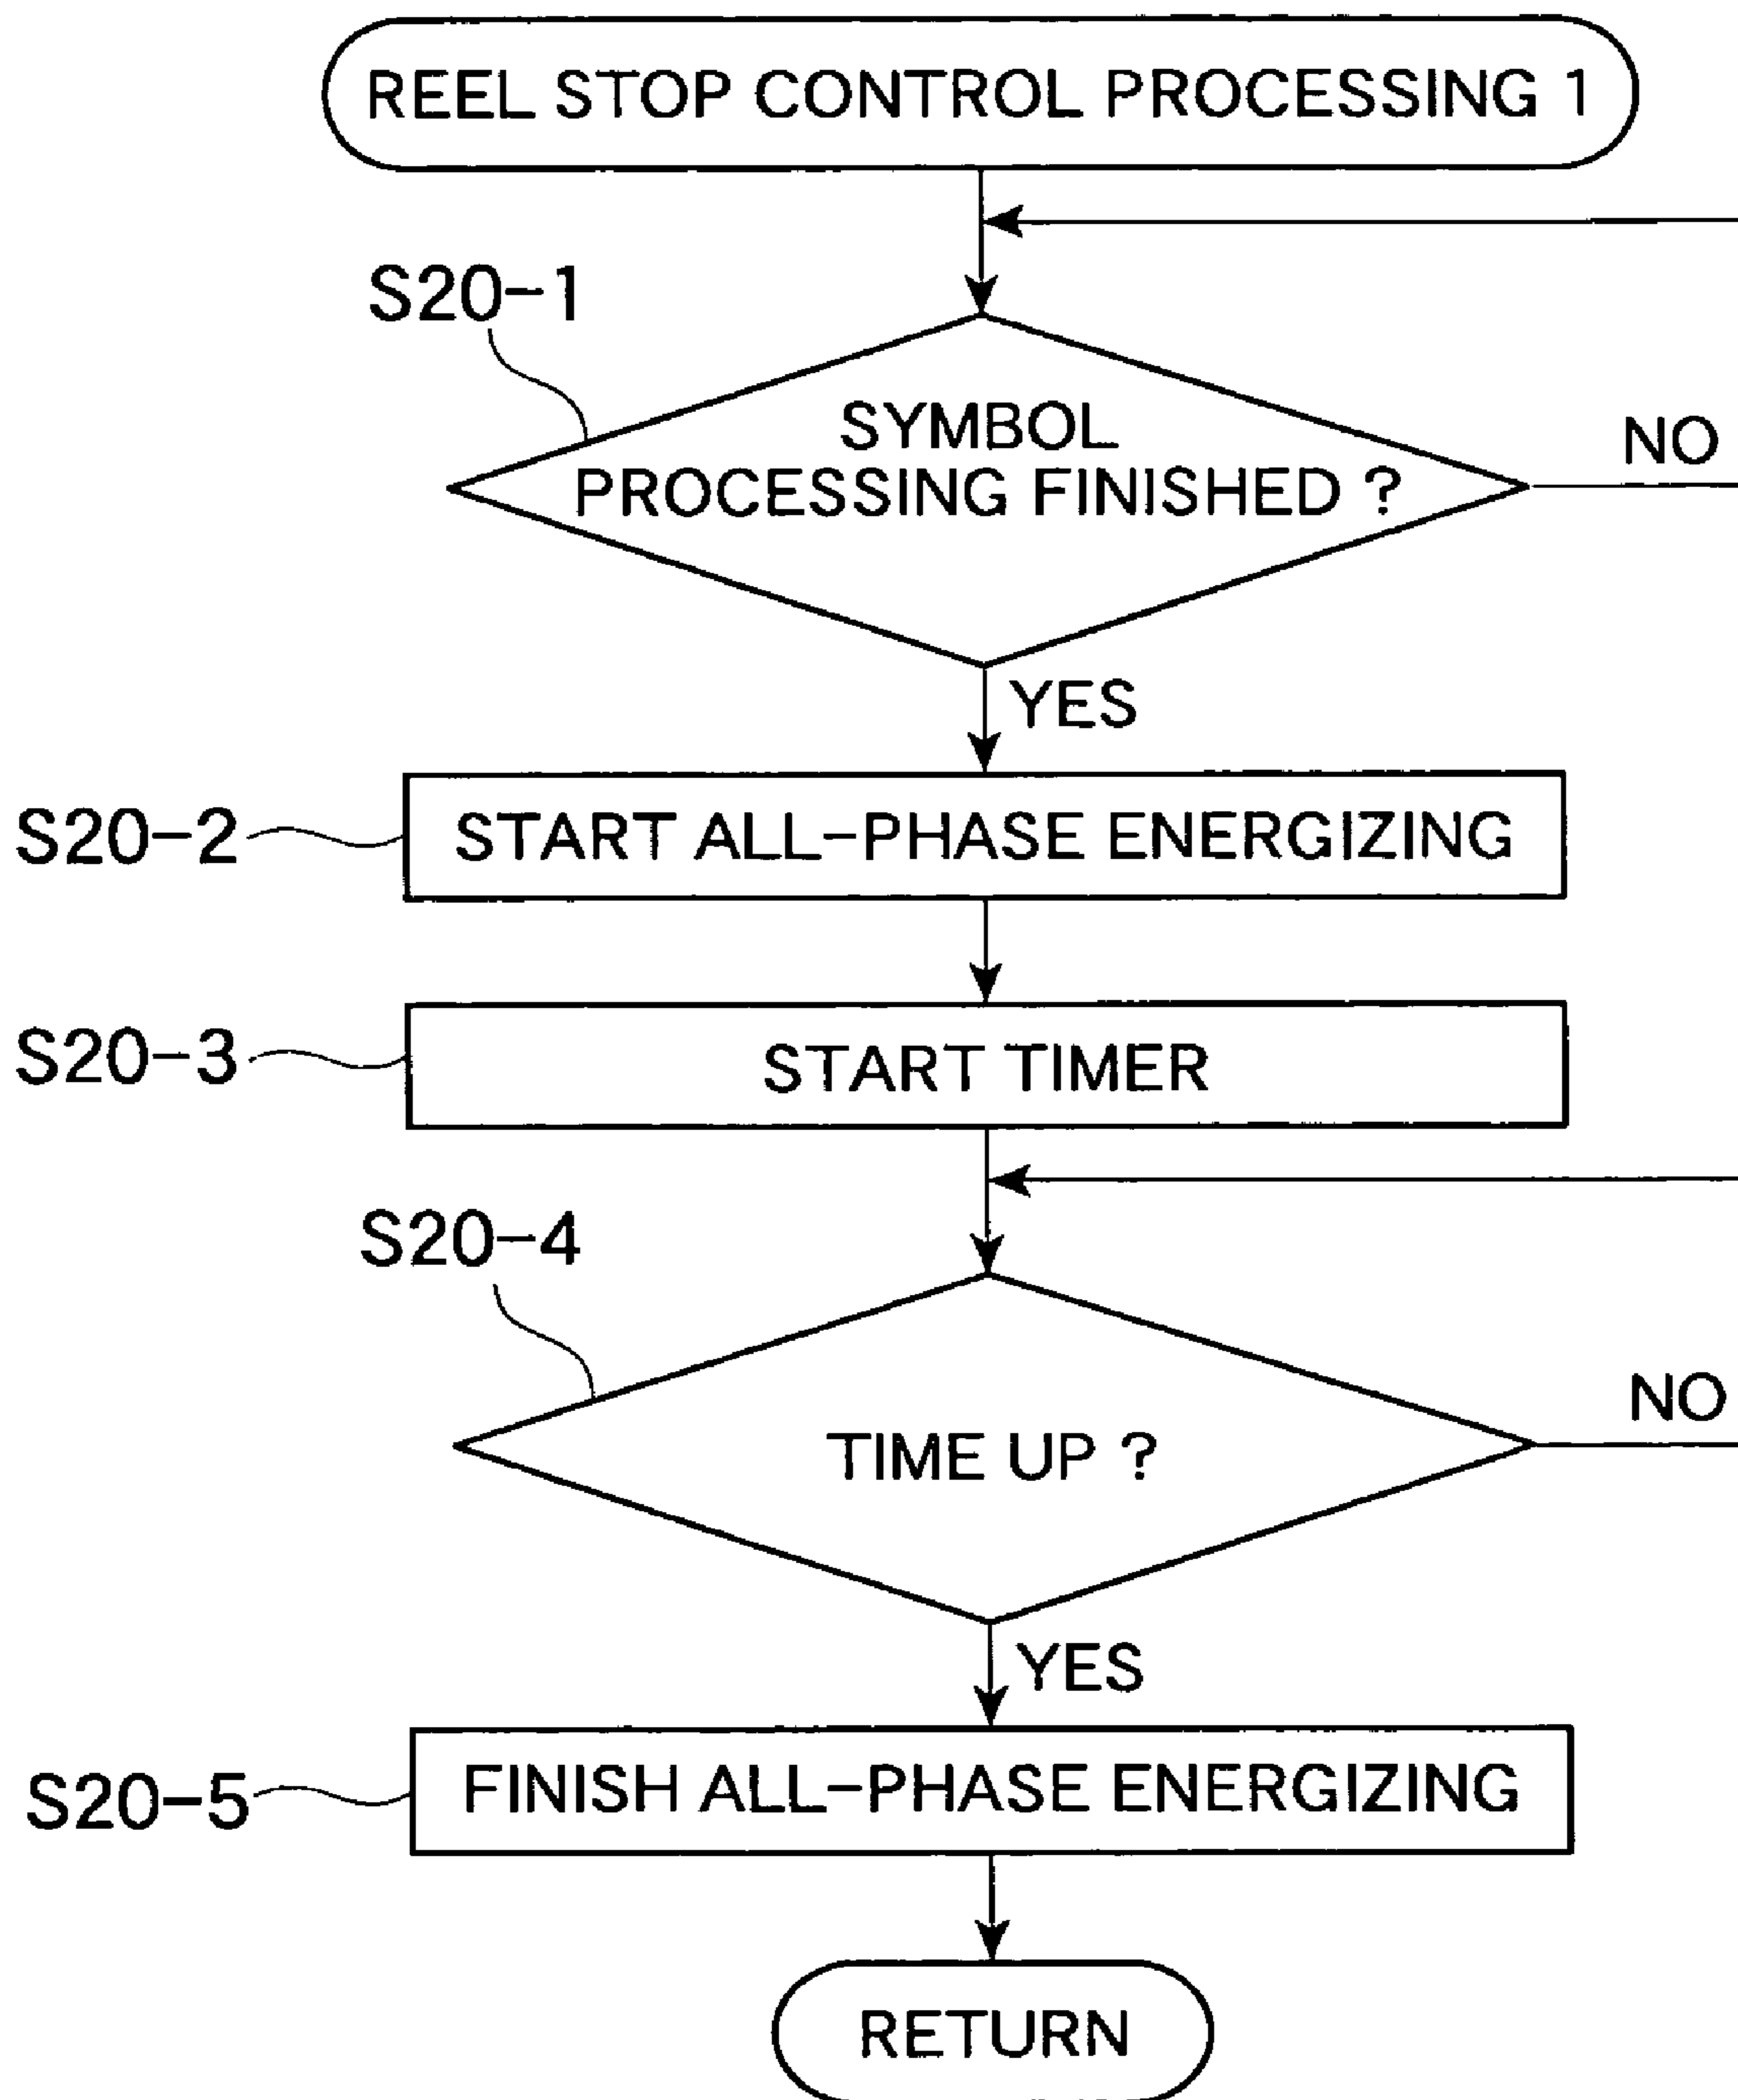 REEL STOP CONTROL PROCESSING 1
S20-1
SYMBOL
PROCESSING FINISHED ?
NO
YES
S20-2
START ALL-PHASE ENERGIZING
S20-3
START TIMER
S20-4
TIME UP ?
NO
YES
S20-5
FINISH ALL-PHASE ENERGIZING
RETURN